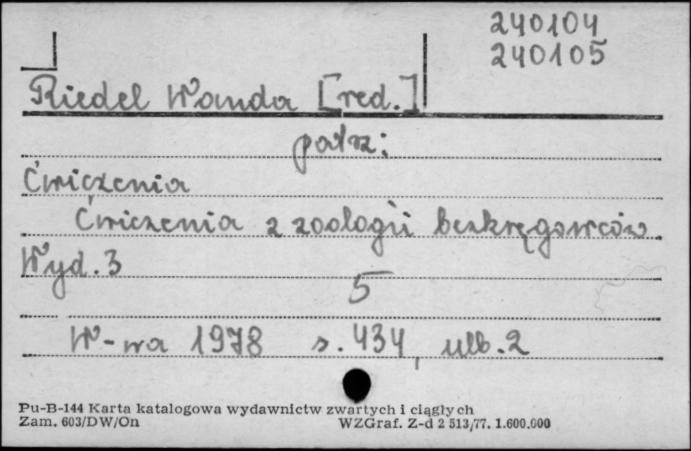 240104
240105
Riedel Wanda [red.]
patrz:
Ćwiczenia
Ćwiczenia z zoologii bezkręgowców
Wyd. 3
5
W-wa 1978 s. 434, ulb. 2
Pu-B-144 Karta katalogowa wydawnictw zwartych i ciągłych
Zam. 603/DW/On WZGraf. Z-d 2 513/77. 1.600.000